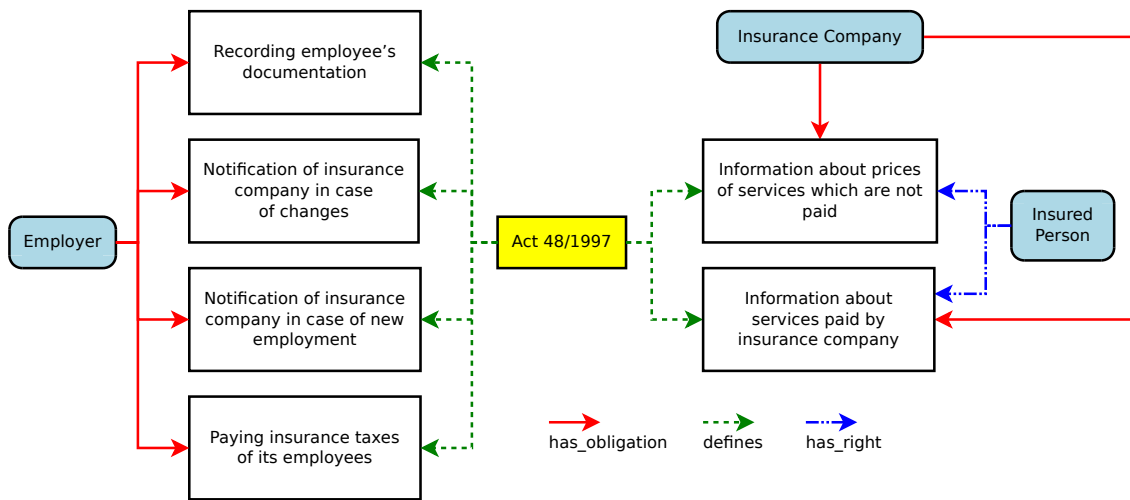 Recording employee's
documentation
Insurance Company
Notification of insurance
company in case
of changes
Information about prices
of services which are not
paid
Insured
Person
Employer
Act 48/1997
Notification of insurance
company in case of new
employment
Information about
services paid by
insurance company
Paying insurance taxes
of its employees
has_obligation
defines
has_right